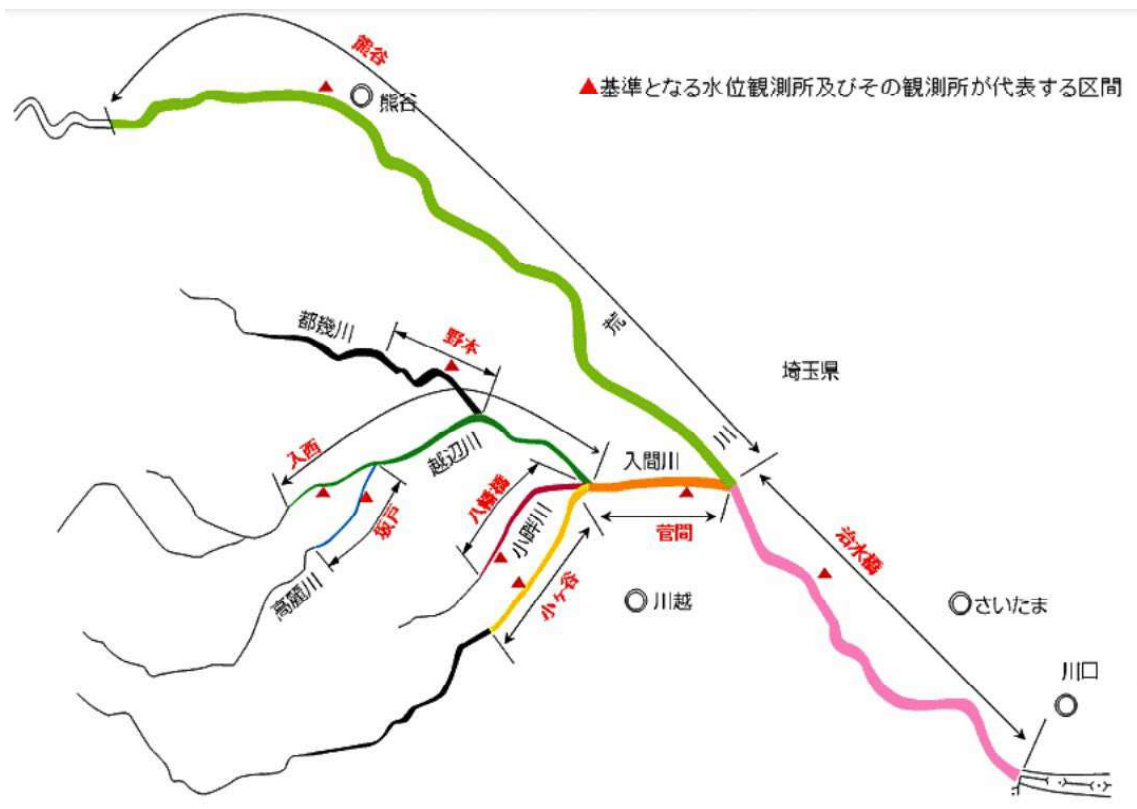 熊谷
▲基準となる水位観測所及びその観測所が代表する区間
熊谷
荒
川
埼玉県
都幾川
野本
入西
越辺川
入間川
八幡橋
小畔川
菅間
坂戸
高麗川
小ヶ谷
川越
治水橋
さいたま
川口